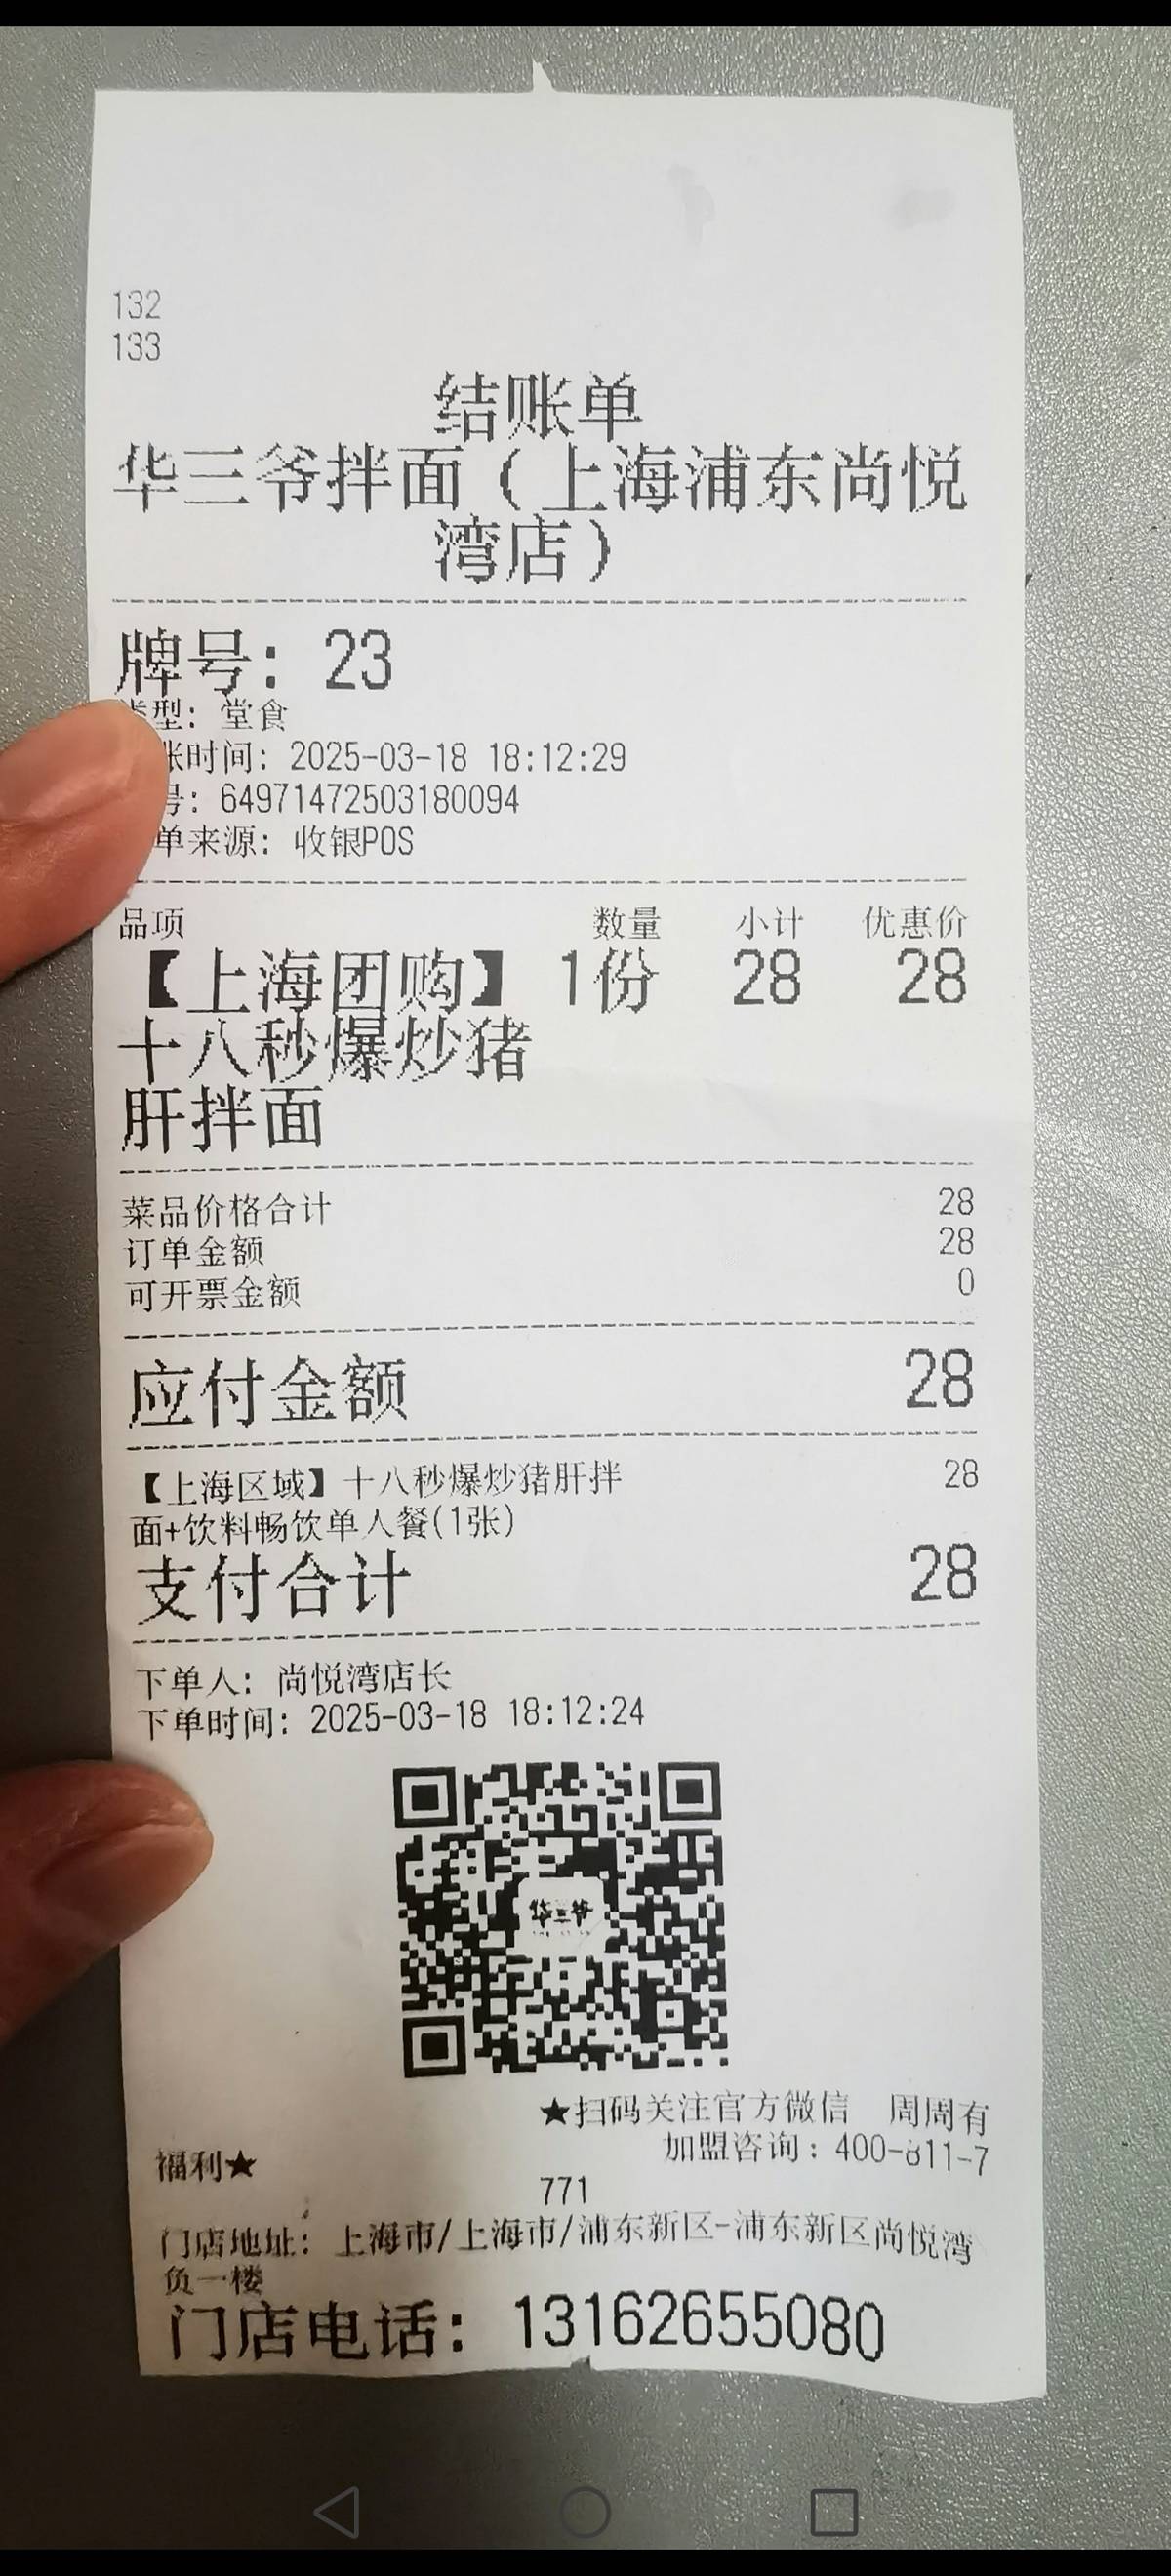 132
133
结账单
华三爷拌面（上海浦东尚悦
湾店）
牌号：23
类型：堂食
账时间：2025-03-18 18:12:29
号：64971472503180094
单来源：收银POS
品项 数量 小计 优惠价
【上海团购】 1份 28 28
十八秒爆炒猪
肝拌面
菜品价格合计 28
订单金额 28
可开票金额 0
应付金额 28
【上海区域】十八秒爆炒猪肝拌 28
面+饮料畅饮单人餐(1张)
支付合计 28
下单人：尚悦湾店长
下单时间：2025-03-18 18:12:24
华三爷
★扫码关注官方微信 周周有
福利★ 加盟咨询：400-811-7
771
门店地址：上海市/上海市/浦东新区-浦东新区尚悦湾
负一楼
门店电话：13162655080